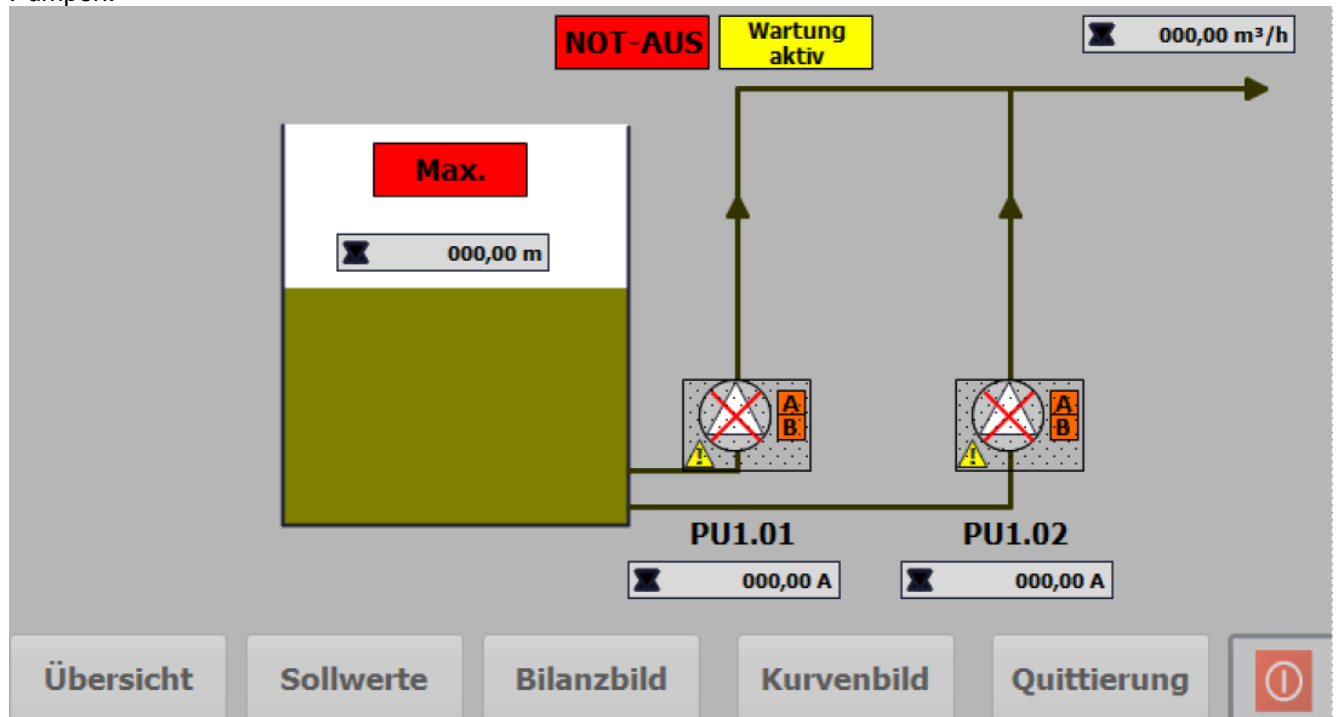 NOT-AUS
Wartung
aktiv
000,00 m³/h
Max.
000,00 m
A
B
A
B
PU1.01
PU1.02
000,00 A
000,00 A
Übersicht
Sollwerte
Bilanzbild
Kurvenbild
Quittierung